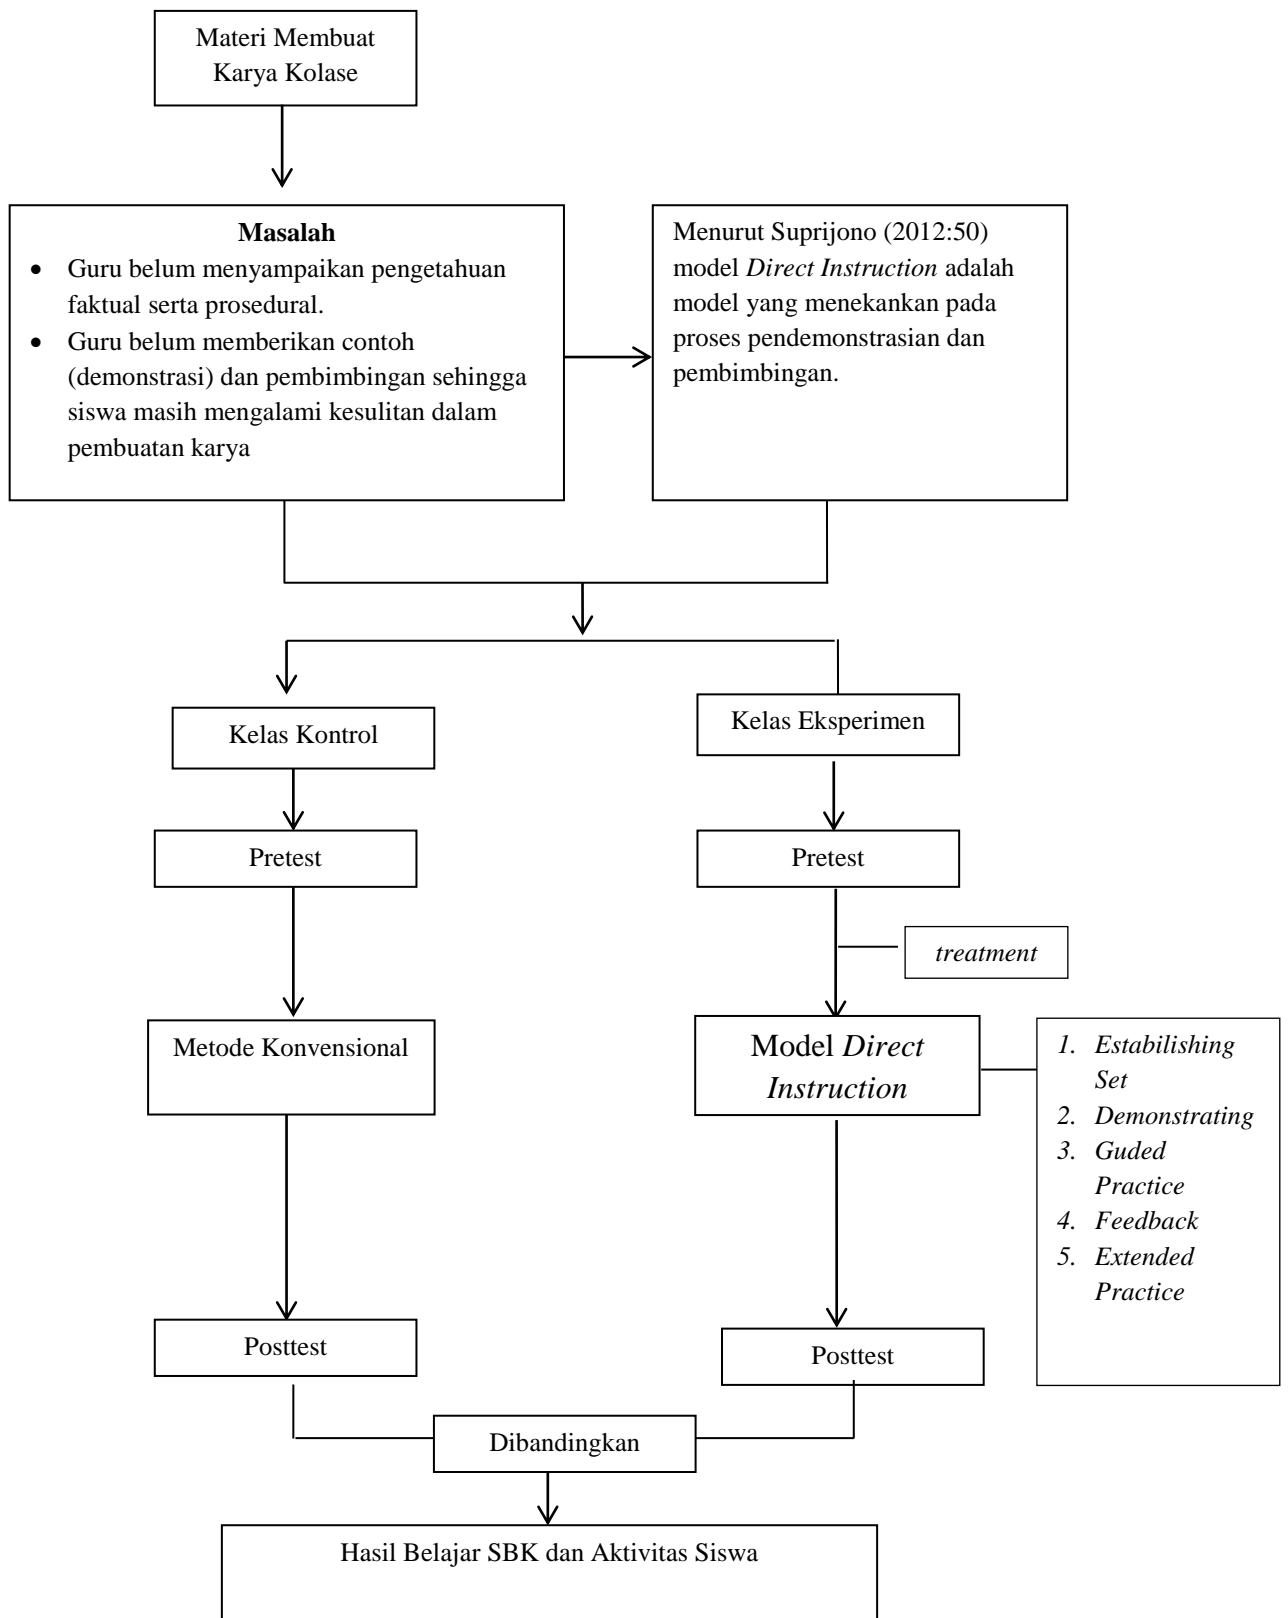 Materi Membuat
Karya Kolase
Masalah
• Guru belum menyampaikan pengetahuan
faktual serta prosedural.
• Guru belum memberikan contoh
(demonstrasi) dan pembimbingan sehingga
siswa masih mengalami kesulitan dalam
pembuatan karya
Menurut Suprijono (2012:50)
model Direct Instruction adalah
model yang menekankan pada
proses pendemonstrasian dan
pembimbingan.
Kelas Kontrol
Kelas Eksperimen
Pretest
Pretest
treatment
Metode Konvensional
Model Direct
Instruction
1. Estabilishing
Set
2. Demonstrating
3. Guded
Practice
4. Feedback
5. Extended
Practice
Posttest
Posttest
Dibandingkan
Hasil Belajar SBK dan Aktivitas Siswa